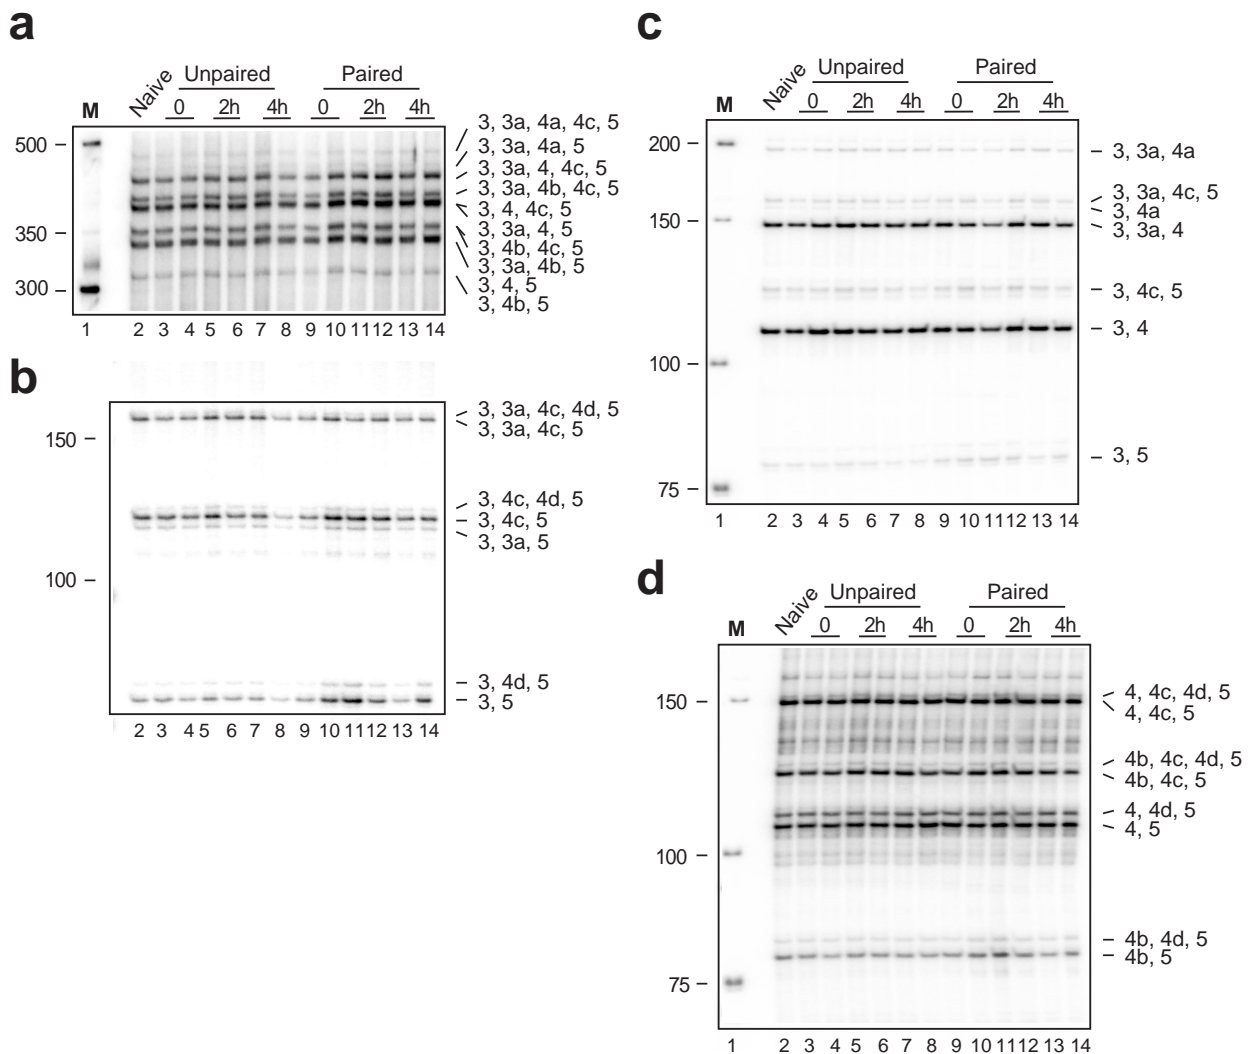 a
Unpaired Paired
Naive
M 0 2h 4h 0 2h 4h
500
350
300
3, 3a, 4a, 4c, 5
3, 3a, 4a, 5
3, 3a, 4, 4c, 5
3, 3a, 4b, 4c, 5
3, 4, 4c, 5
3, 3a, 4, 5
3, 4b, 4c, 5
3, 3a, 4b, 5
3, 4, 5
3, 4b, 5
1 2 3 4 5 6 7 8 9 10 11 12 13 14
b
150
100
3, 3a, 4c, 4d, 5
3, 3a, 4c, 5
3, 4c, 4d, 5
3, 4c, 5
3, 3a, 5
3, 4d, 5
3, 5
2 3 4 5 6 7 8 9 10 11 12 13 14
c
Unpaired Paired
Naive
M 0 2h 4h 0 2h 4h
200
150
100
75
3, 3a, 4a
3, 3a, 4c, 5
3, 4a
3, 3a, 4
3, 4c, 5
3, 4
3, 5
1 2 3 4 5 6 7 8 9 10 11 12 13 14
d
Unpaired Paired
Naive
M 0 2h 4h 0 2h 4h
150
100
75
4, 4c, 4d, 5
4, 4c, 5
4b, 4c, 4d, 5
4b, 4c, 5
4, 4d, 5
4, 5
4b, 4d, 5
4b, 5
1 2 3 4 5 6 7 8 9 10 11 12 13 14